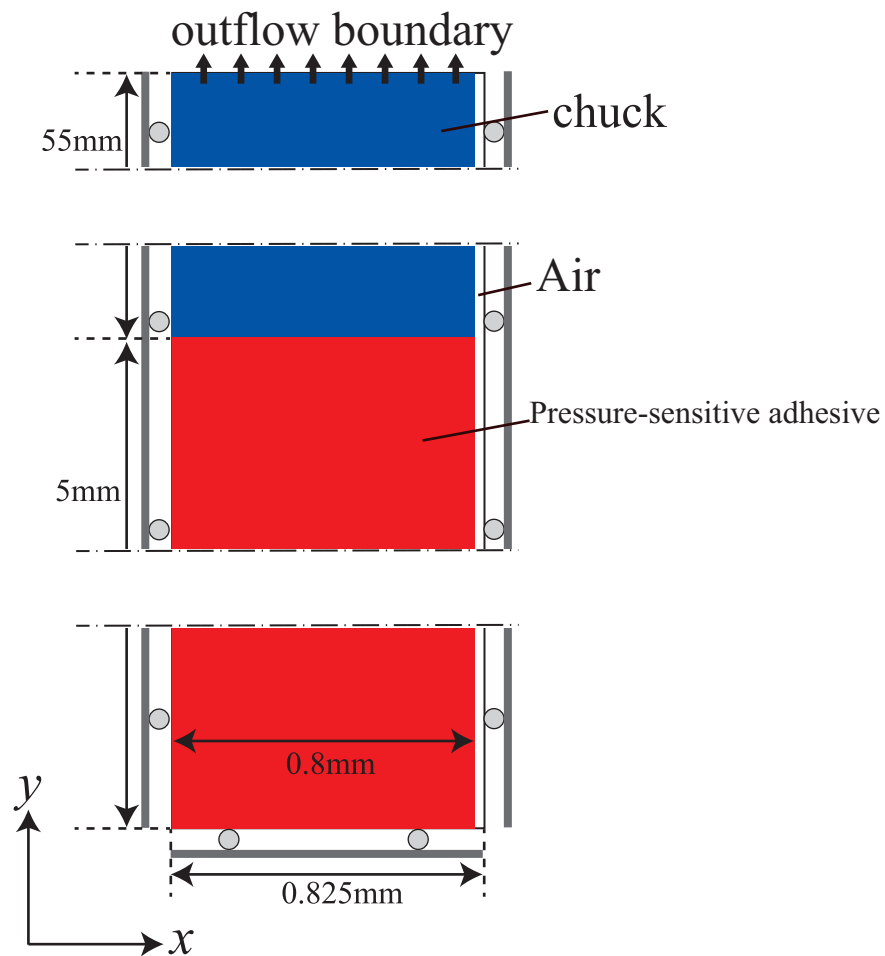 outflow boundary
chuck
55mm
Air
Pressure-sensitive adhesive
5mm
0.8mm
y
0.825mm
x